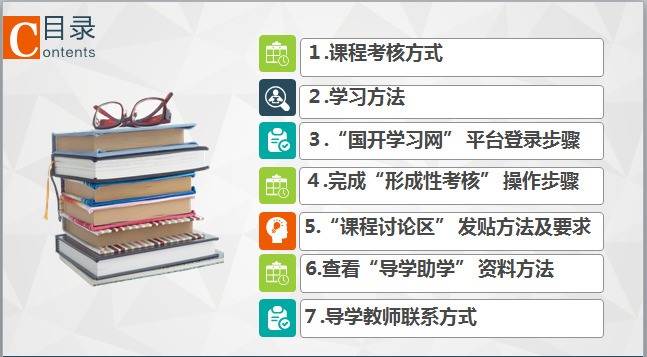 C目录
ontents
1.课程考核方式
2.学习方法
3.“国开学习网” 平台登录步骤
4.完成“形成性考核” 操作步骤
5.“课程讨论区” 发贴方法及要求
6.查看“导学助学” 资料方法
7.导学教师联系方式